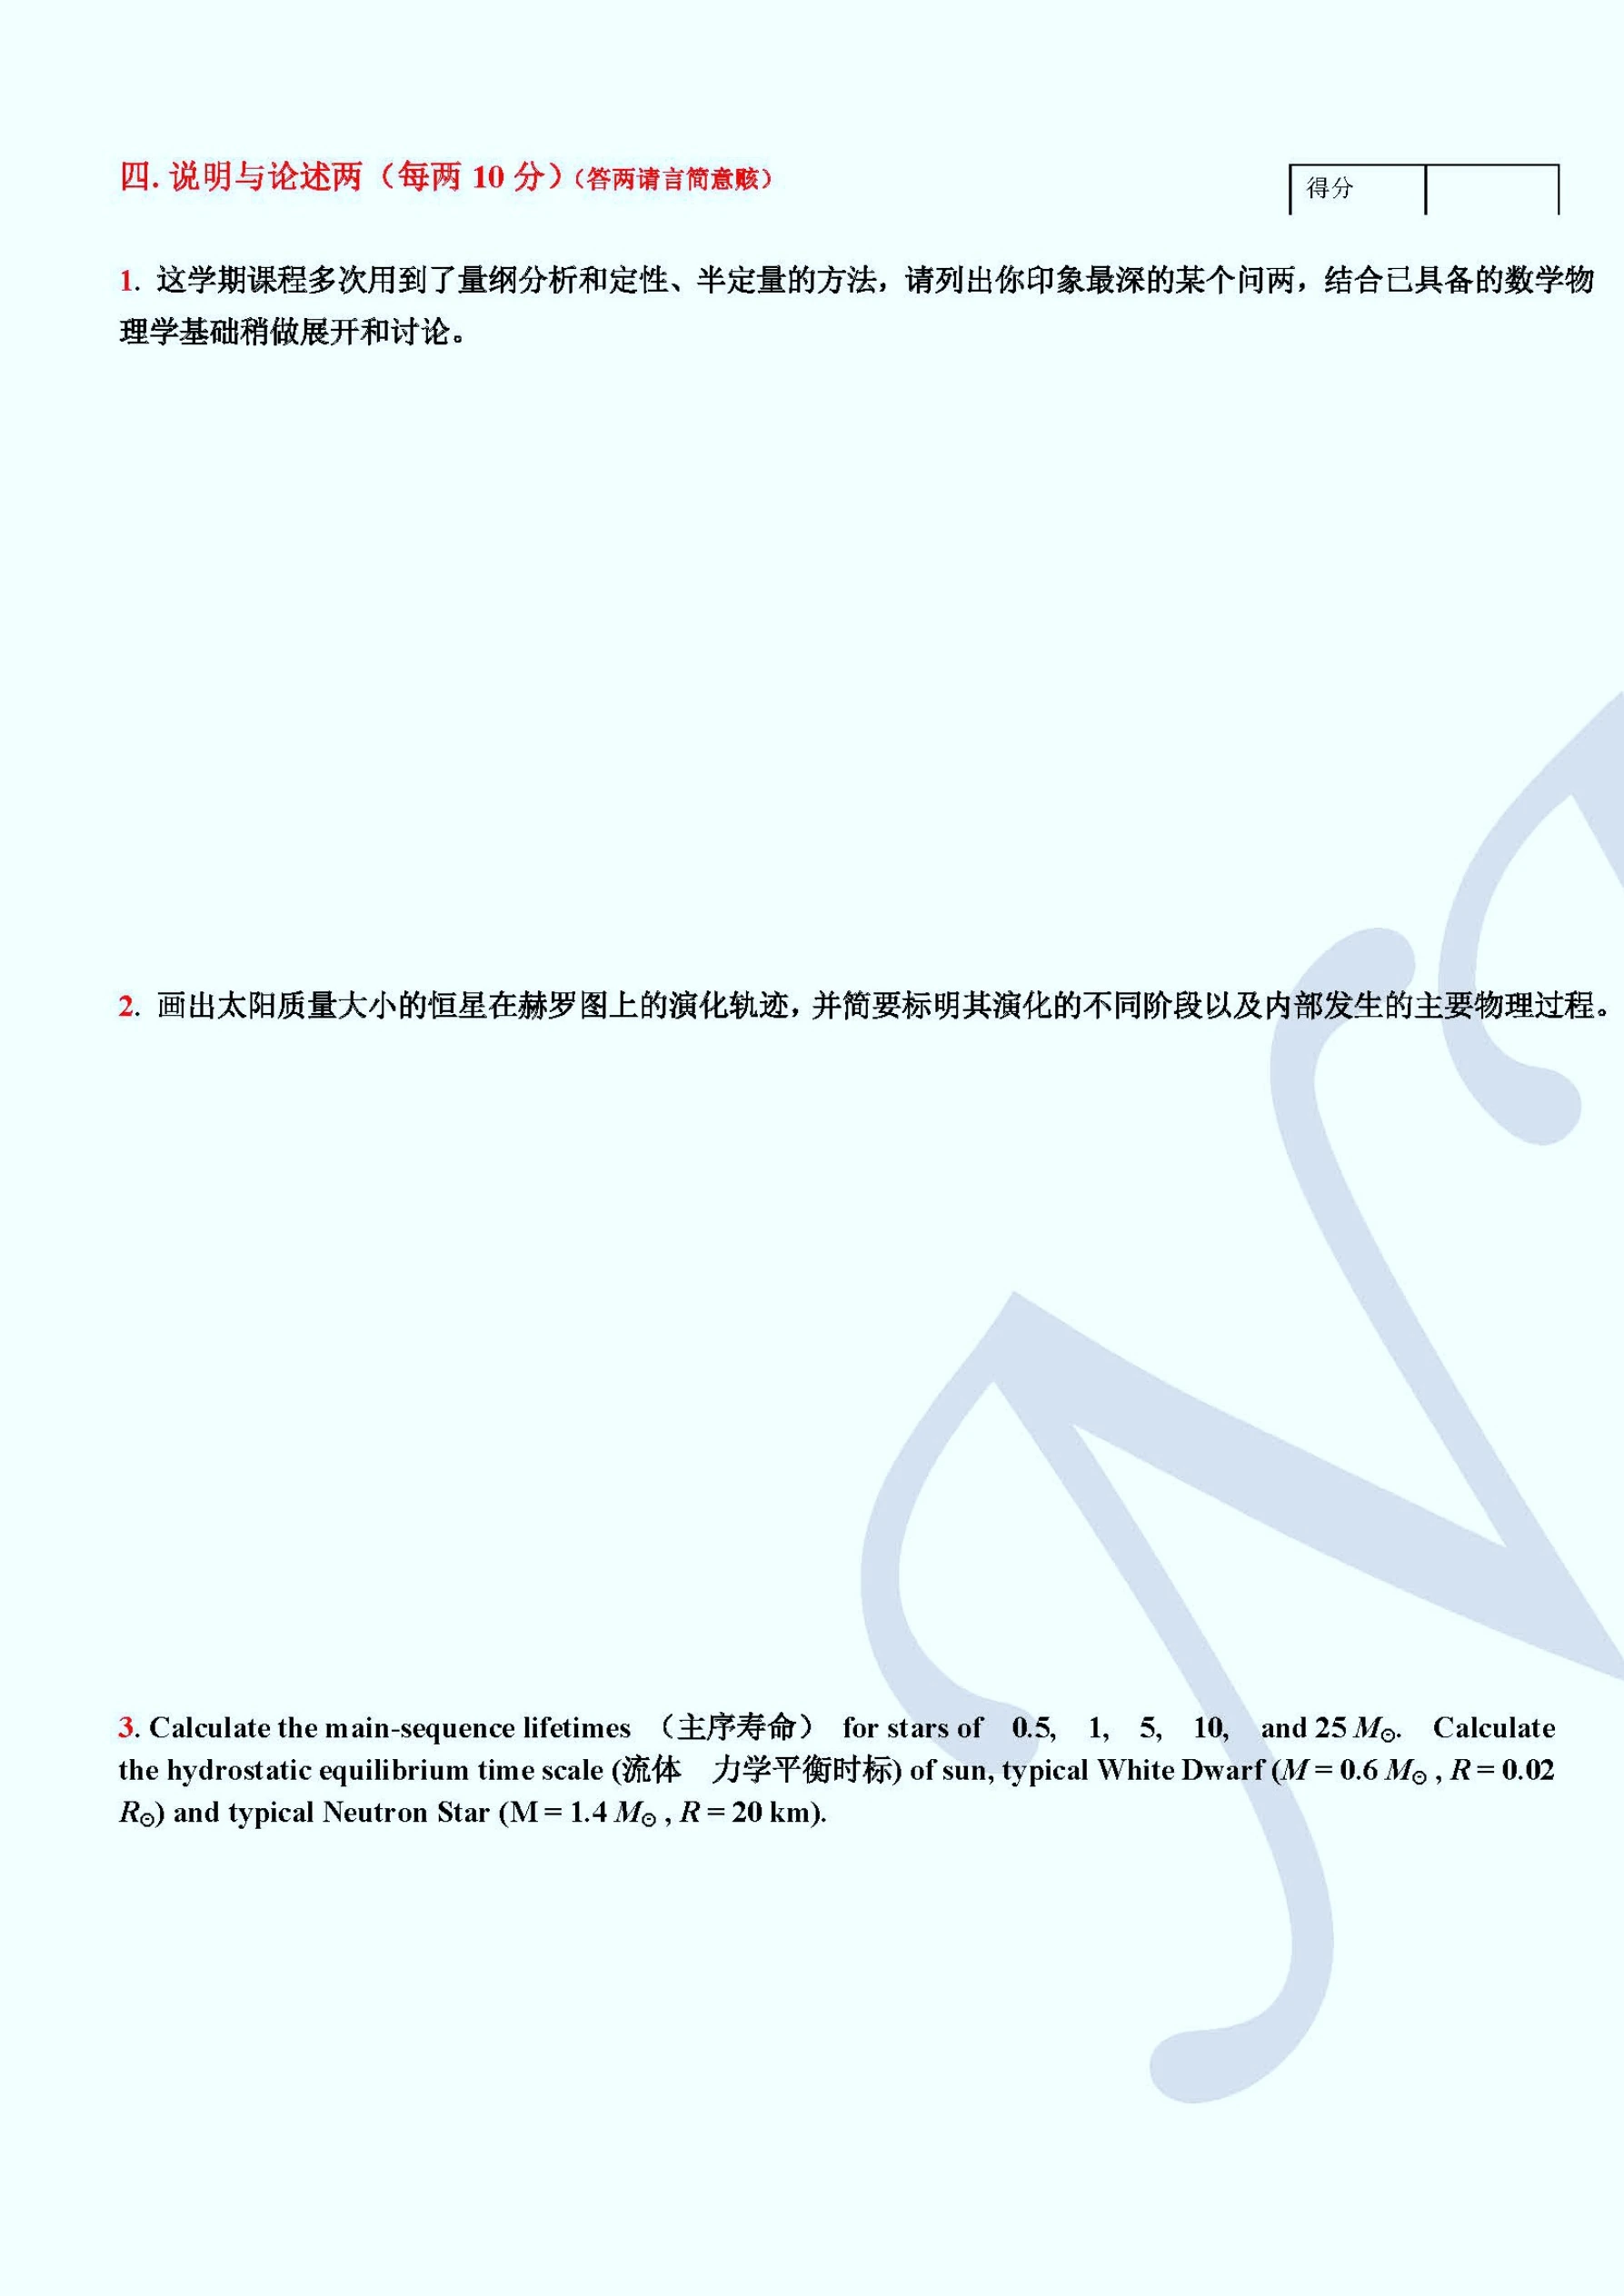 四. 说明与论述两（每两 10 分）（答两请言简意赅）
得分
1. 这学期课程多次用到了量纲分析和定性、半定量的方法，请列出你印象最深的某个问两，结合已具备的数学物
理学基础稍做展开和讨论。
2. 画出太阳质量大小的恒星在赫罗图上的演化轨迹，并简要标明其演化的不同阶段以及内部发生的主要物理过程。
3. Calculate the main-sequence lifetimes （主序寿命） for stars of 0.5, 1, 5, 10, and 25 M⊙. Calculate
the hydrostatic equilibrium time scale (流体 力学平衡时标) of sun, typical White Dwarf (M = 0.6 M⊙ , R = 0.02
R⊙) and typical Neutron Star (M = 1.4 M⊙ , R = 20 km).